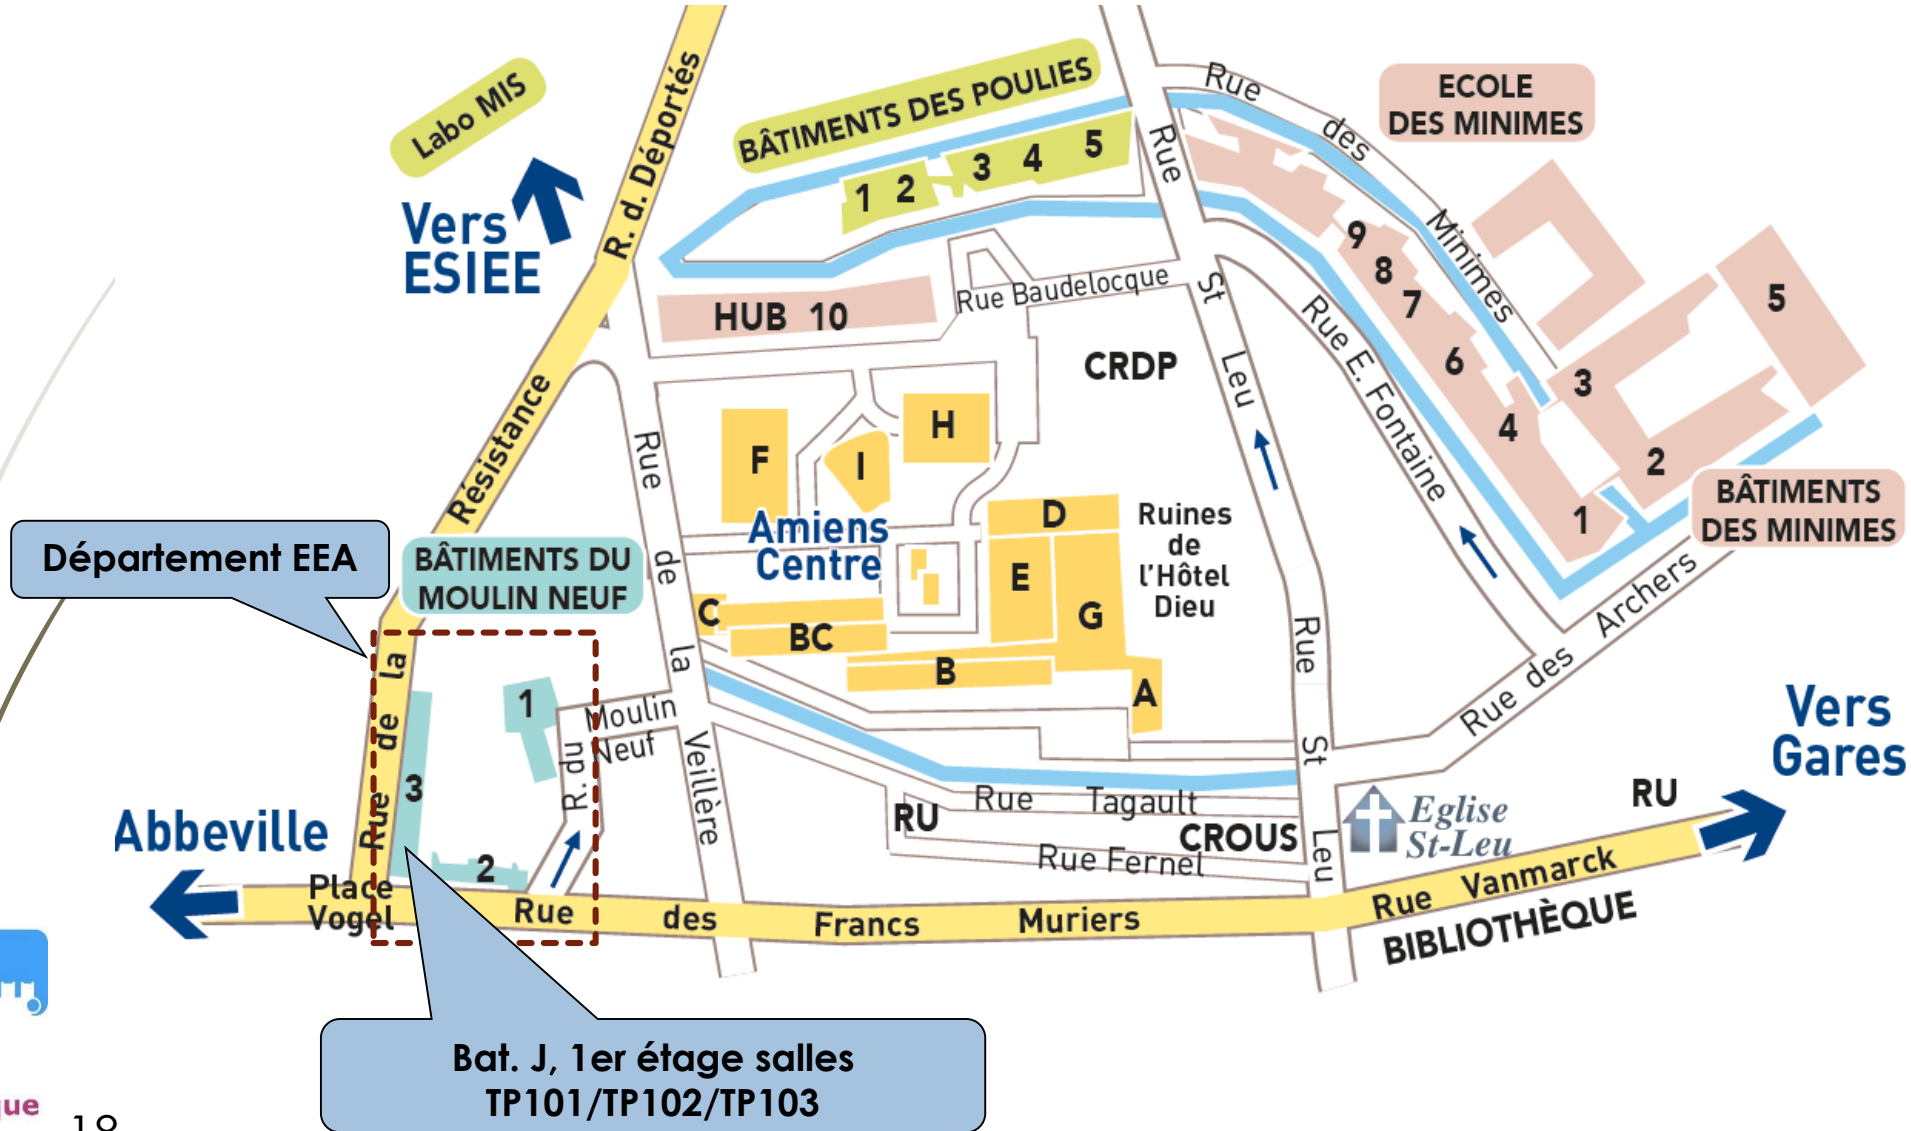 Labo MIS
Vers
ESIEE
R. d. Déportés
BÂTIMENTS DES POULIES
1 2 3 4 5
Rue
des
Minimes
ECOLE
DES MINIMES
Rue
St
Leu
Rue
St
Leu
HUB 10
Rue Baudelocque
CRDP
Rue E. Fontaine
9
8
7
6
4
1
3
2
5
BÂTIMENTS
DES MINIMES
Résistance
de la
Rue
Rue
de
la
Veillère
F
I
H
Amiens
Centre
D
E
G
C
BC
B
A
Ruines
de
l'Hôtel
Dieu
Département EEA
BÂTIMENTS DU
MOULIN NEUF
1
3
2
R. du
Moulin
Neuf
Rue des Archers
Vers
Gares
Abbeville
Place
Vogel
Rue des Francs Muriers
RU
Rue Tagault
CROUS
Rue Fernel
Eglise
St-Leu
RU
Rue Vanmarck
BIBLIOTHÈQUE
Bat. J, 1er étage salles
TP101/TP102/TP103
que